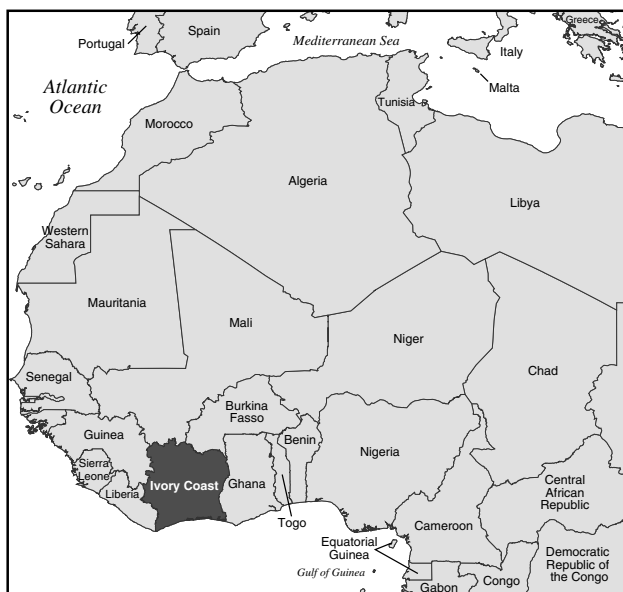 Greece
Spain
Portugal
Mediterranean Sea
Italy
Atlantic
Ocean
Malta
Tunisia
Morocco
Algeria
Libya
Western
Sahara
Mauritania
Mali
Niger
Chad
Senegal
Burkina
Faso
Guinea
Benin
Nigeria
Sierra
Leone
Ivory Coast
Ghana
Liberia
Central
African
Republic
Togo
Cameroon
Equatorial
Guinea
Democratic
Republic of
the Congo
Gulf of Guinea
Gabon
Congo